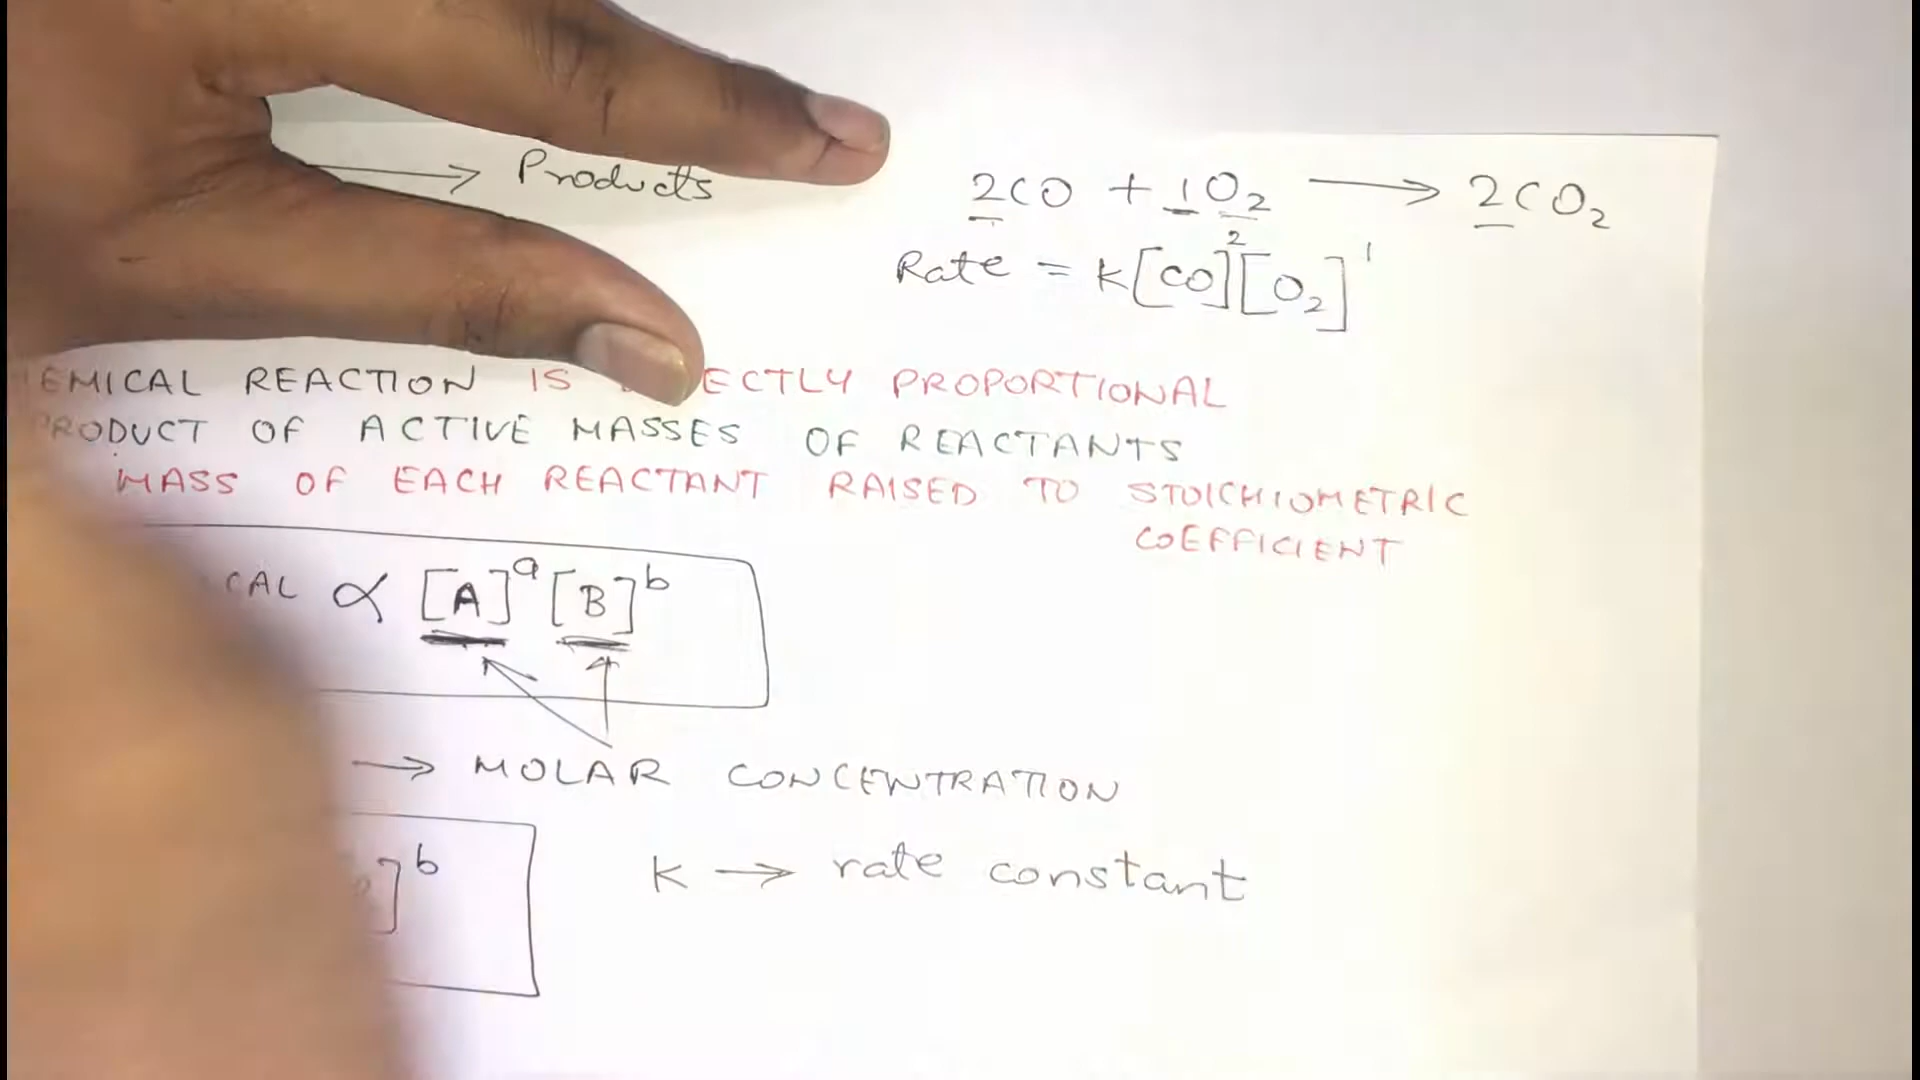 Products
2CO + 1O₂ ⟶ 2CO₂
Rate = k[CO]²[O₂]¹
EMICAL REACTION IS ECTLY PROPORTIONAL
PRODUCT OF ACTIVE MASSES OF REACTANTS
MASS OF EACH REACTANT RAISED TO STOICHIOMETRIC
COEFFICIENT
CAL ∝ [A]ᵃ [B]ᵇ
→ MOLAR CONCENTRATION
]ᵇ
k → rate constant